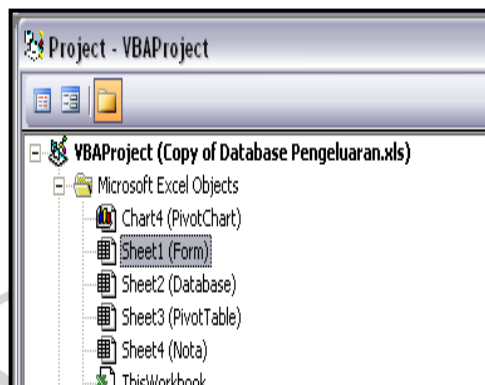 Project - VBAProject
VBAProject (Copy of Database Pengeluaran.xls)
Microsoft Excel Objects
Chart4 (PivotChart)
Sheet1 (Form)
Sheet2 (Database)
Sheet3 (PivotTable)
Sheet4 (Nota)
ThisWorkbook